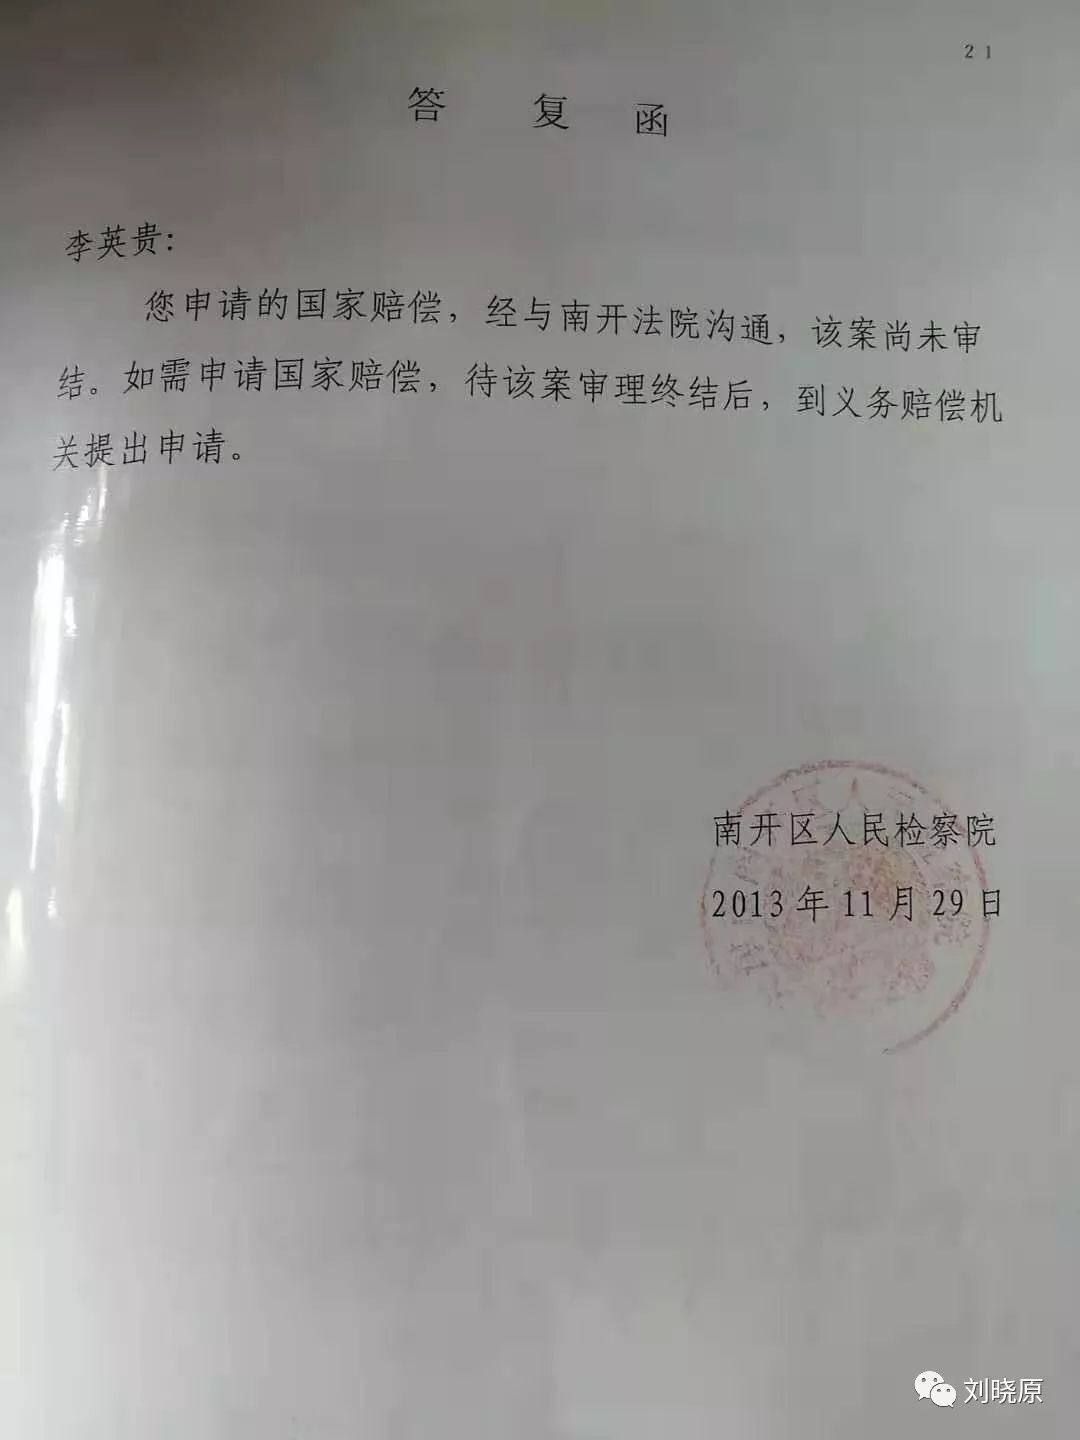 21
答复函
李英贵：
您申请的国家赔偿，经与南开法院沟通，该案尚未审
结。如需申请国家赔偿，待该案审理终结后，到义务赔偿机
关提出申请。
南开区人民检察院
2013年11月29日
刘晓原